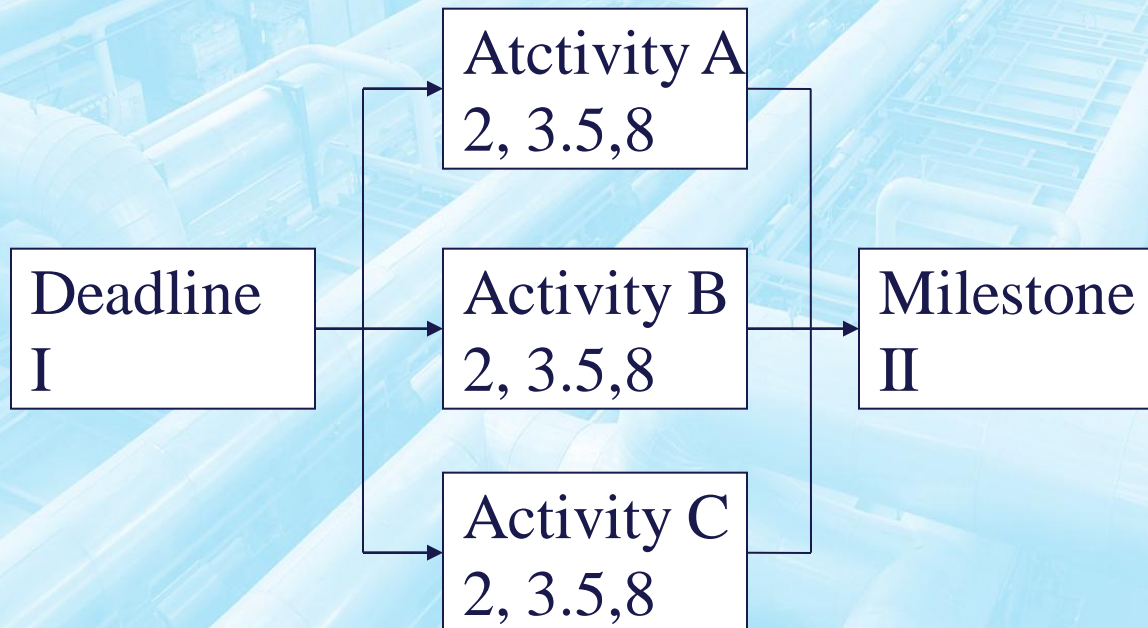 Atctivity A
2, 3.5,8
Deadline
I
Activity B
2, 3.5,8
Milestone
II
Activity C
2, 3.5,8